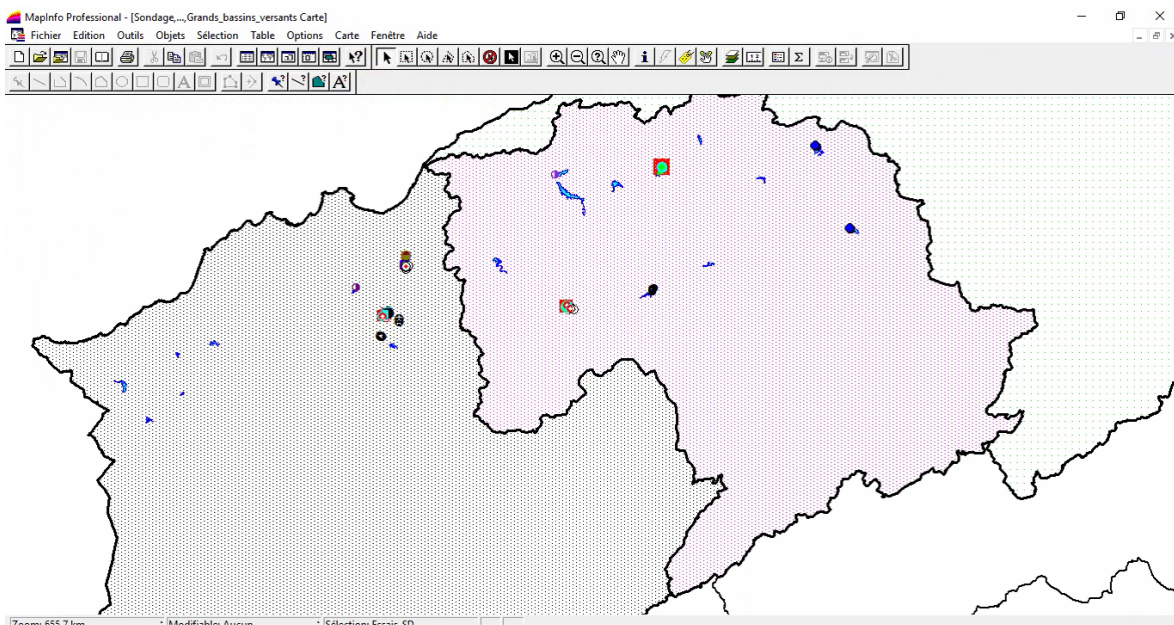 MapInfo Professional - [Sondage,...,Grands_bassins_versants Carte]
Fichier Edition Outils Objets Sélection Table Options Carte Fenêtre Aide
Zoom: 655,7 km Modifiable: Aucun Sélection: Essais_SD